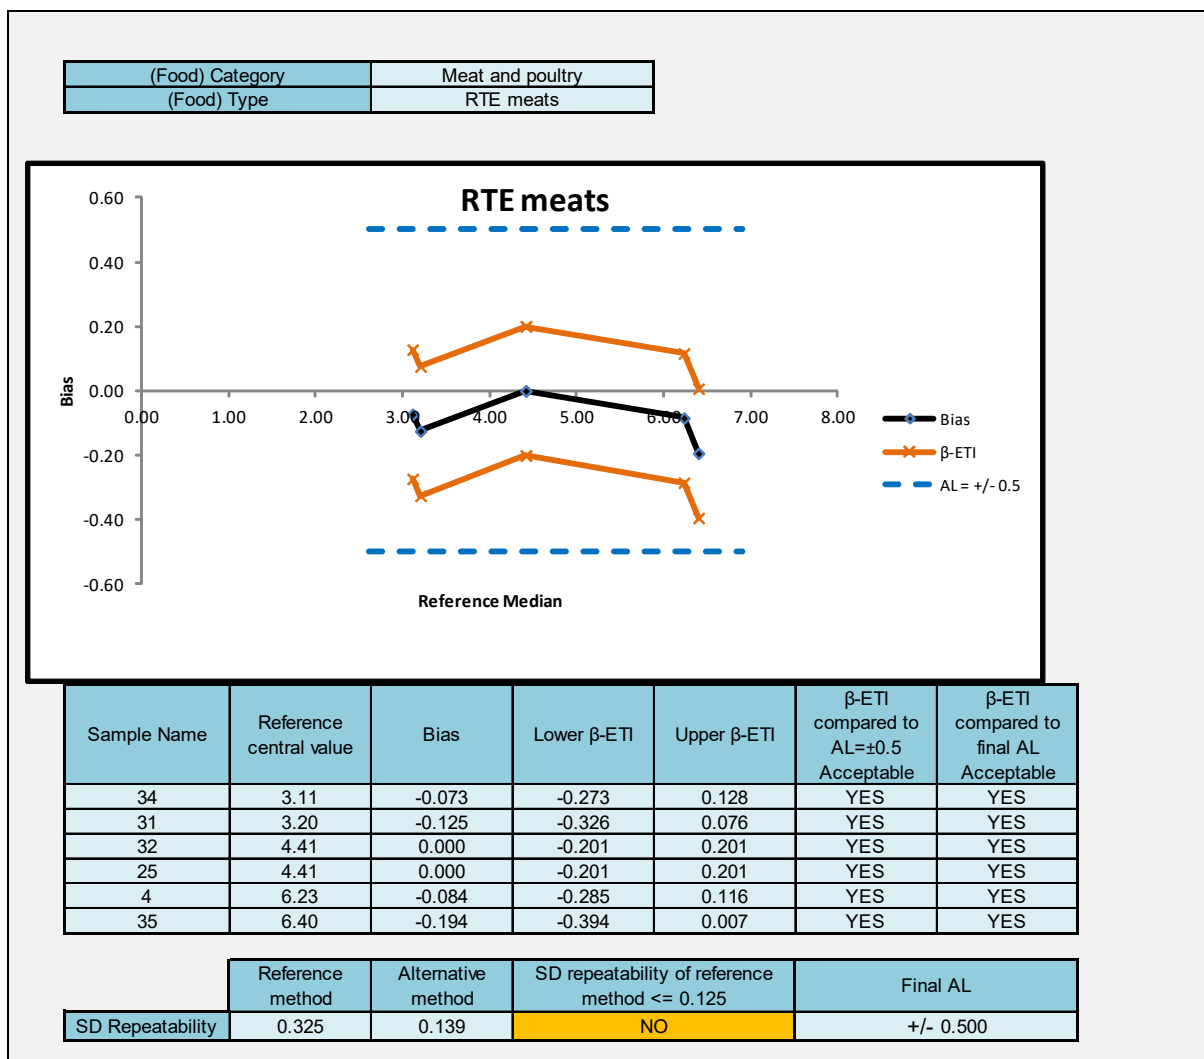 (Food) Category Meat and poultry
(Food) Type RTE meats
RTE meats
0.60
0.40
0.20
0.00
-0.20
-0.40
-0.60
Bias
0.00 1.00 2.00 3.00 4.00 5.00 6.00 7.00 8.00
Reference Median
Bias
β-ETI
AL = +/- 0.5
Sample Name Reference central value Bias Lower β-ETI Upper β-ETI β-ETI compared to AL=±0.5 Acceptable β-ETI compared to final AL Acceptable
34 3.11 -0.073 -0.273 0.128 YES YES
31 3.20 -0.125 -0.326 0.076 YES YES
32 4.41 0.000 -0.201 0.201 YES YES
25 4.41 0.000 -0.201 0.201 YES YES
4 6.23 -0.084 -0.285 0.116 YES YES
35 6.40 -0.194 -0.394 0.007 YES YES
Reference method Alternative method SD repeatability of reference method <= 0.125 Final AL
SD Repeatability 0.325 0.139 NO +/- 0.500